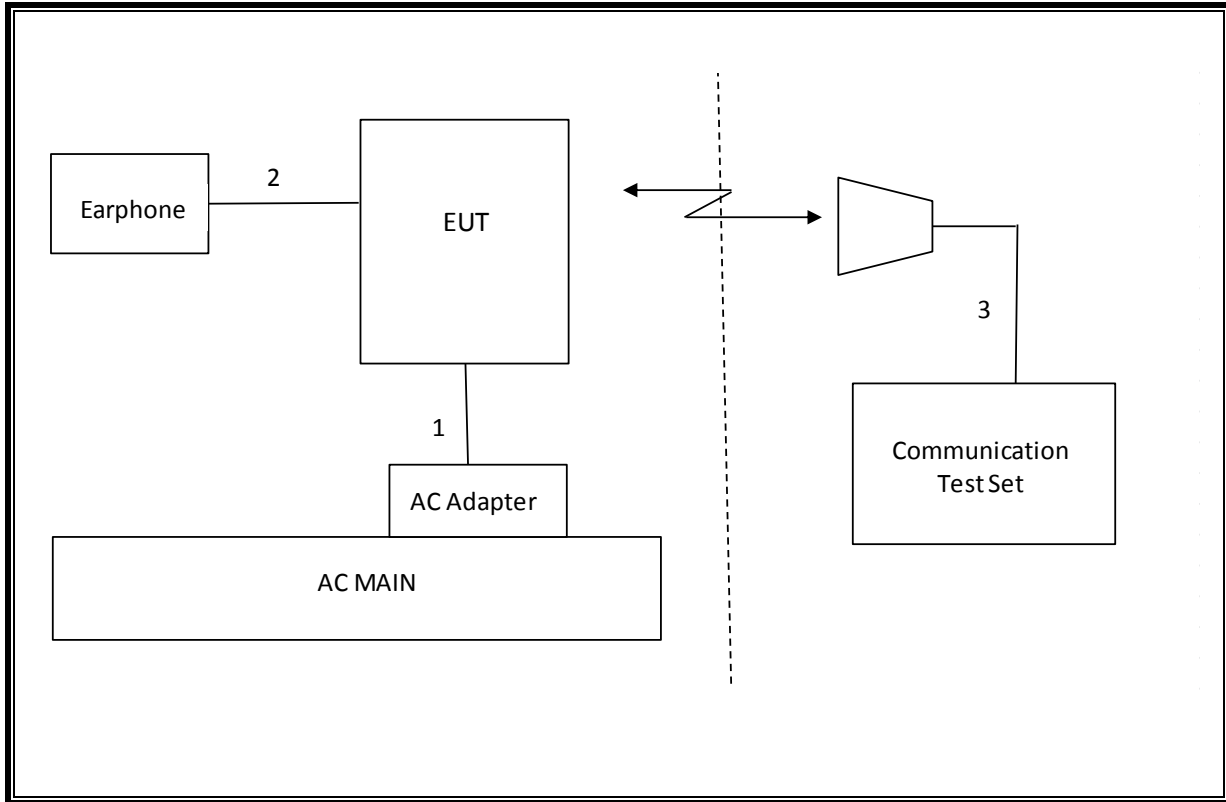 2
Earphone
EUT
3
1
Communication
Test Set
AC Adapter
AC MAIN